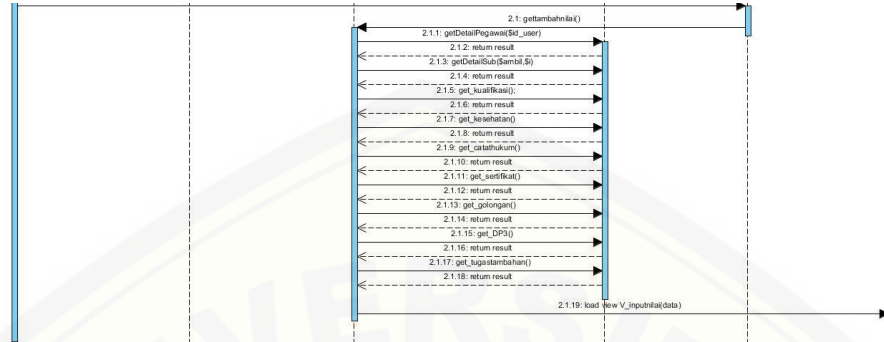 2.1: gettambahnilai()
2.1.1: getDetailPegawai($id_user)
2.1.2: return result
2.1.3: getDetailSub($ambil,$i)
2.1.4: return result
2.1.5: get_kualifikasi();
2.1.6: return result
2.1.7: get_kesehatan()
2.1.8: return result
2.1.9: get_catathukum()
2.1.10: return result
2.1.11: get_sertifikat()
2.1.12: return result
2.1.13: get_golongan()
2.1.14: return result
2.1.15: get_DP3()
2.1.16: return result
2.1.17: get_tugastambahan()
2.1.18: return result
2.1.19: load view V_inputnilai(data)